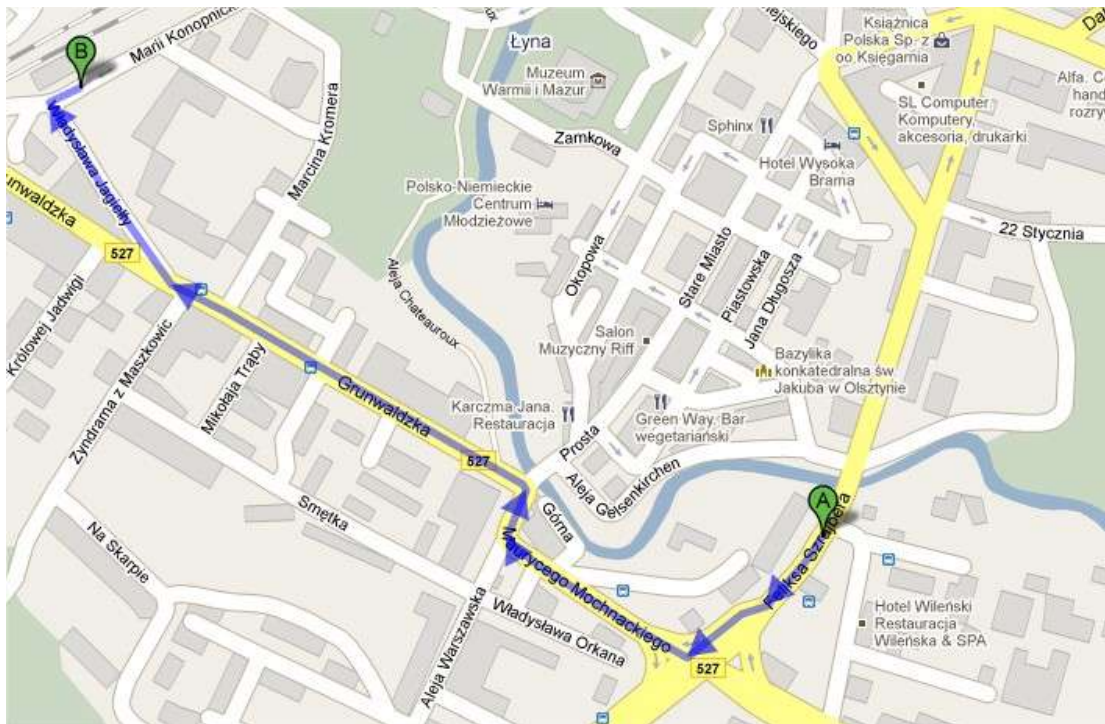 B
Marii Konopnick
Władysława Jagiełły
Marcina Kromera
Grunwaldzka
527
Królowej Jadwigi
Zyndrama z Maszkowic
Mikołaja Trąby
Na Skarpie
Smętka
Grunwaldzka
527
Aleja Chateauroux
Łyna
Muzeum
Warmii i Mazur
Zamkowa
Polsko-Niemieckie
Centrum
Młodzieżowe
Okopowa
Salon
Muzyczny Riff
Karczma Jana.
Restauracja
Prosta
Green Way. Bar
wegetariański
Aleja Gelsenkirchen
Górna
Maurycego Mochnackiego
Władysława Orkana
Aleja Warszawska
527
Stare Miasto
Piastowska
Jana Długosza
Bazylika
konkatedralna św
Jakuba w Olsztynie
Sphinx
Hotel Wysoka
Brama
Książnica
Polska Sp. z
oo Księgarnia
SL Computer
Komputery,
akcesoria, drukarki
Alfa. C
hand
rozry
22 Stycznia
A
Feliksa Szrajbera
Hotel Wileński
Restauracja
Wileńska & SPA